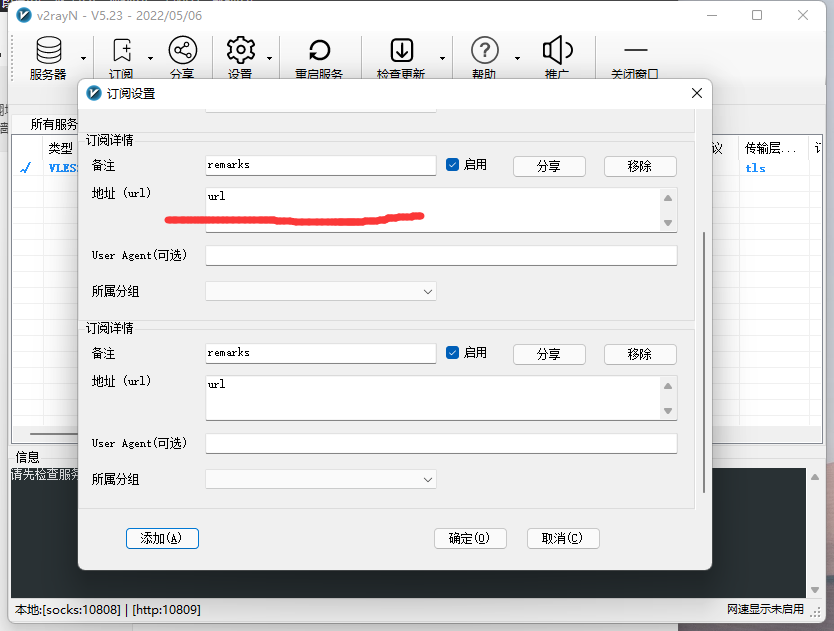 v2rayN - V5.23 - 2022/05/06
服务器 订阅 分享 设置 重启服务 检查更新 帮助 推广 关闭窗口
订阅设置
所有服务
类型 议 传输层...
VLES tls
订阅详情
备注 remarks 启用 分享 移除
地址 (url) url
User Agent(可选)
所属分组
订阅详情
备注 remarks 启用 分享 移除
地址 (url) url
User Agent(可选)
所属分组
信息
请先检查服务
添加(A) 确定(O) 取消(C)
本地:[socks:10808] | [http:10809] 网速显示未启用